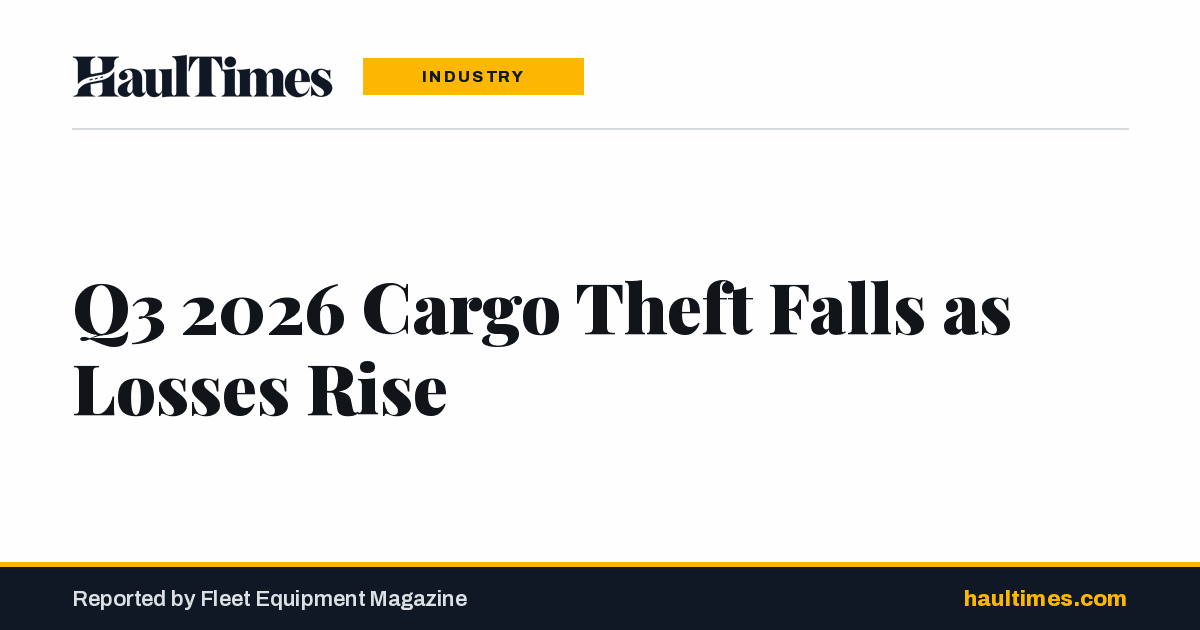 HaulTimes
INDUSTRY
Q3 2026 Cargo Theft Falls as
Losses Rise
Reported by Fleet Equipment Magazine
haultimes.com